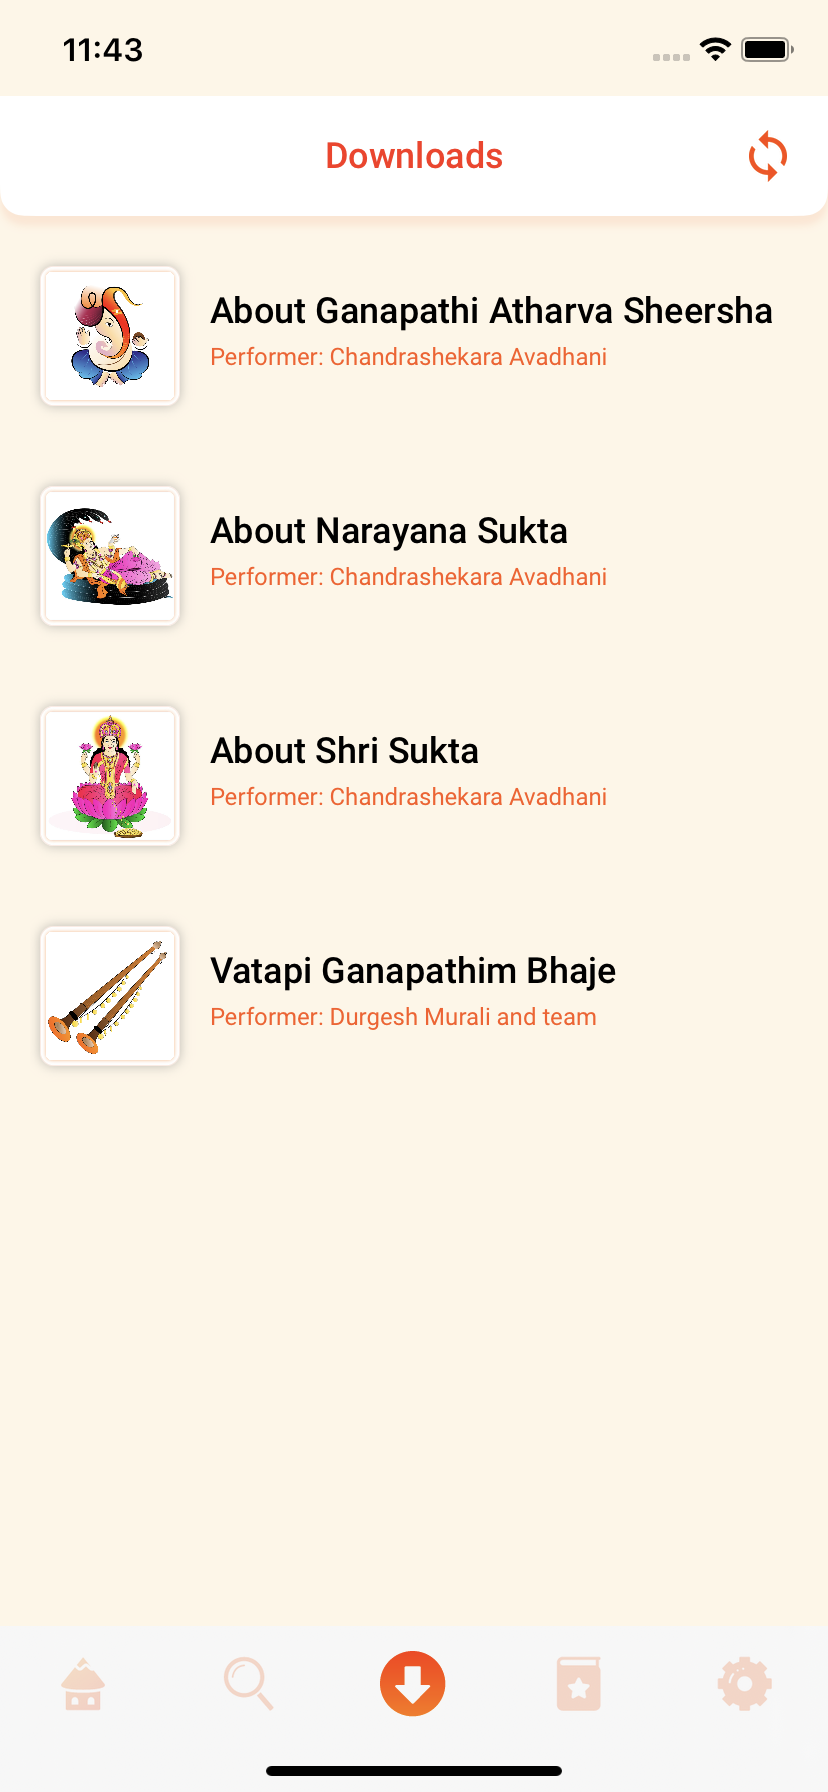 11:43
Downloads
About Ganapathi Atharva Sheersha
Performer: Chandrashekara Avadhani
About Narayana Sukta
Performer: Chandrashekara Avadhani
About Shri Sukta
Performer: Chandrashekara Avadhani
Vatapi Ganapathim Bhaje
Performer: Durgesh Murali and team